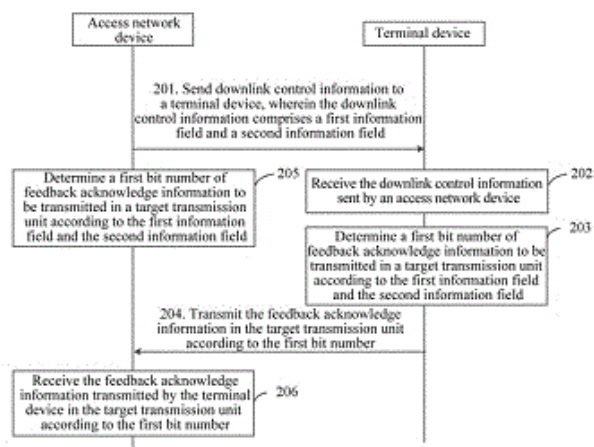 Access network
device
Terminal device
201. Send downlink control information to
a terminal device, wherein the downlink
control information comprises a first information
field and a second information field
Determine a first bit number of
feedback acknowledge information to
be transmitted in a target transmission
unit according to the first information
field and the second information field
205
Receive the downlink control information
sent by an access network device
202
Determine a first bit number of
feedback acknowledge information to be
transmitted in a target transmission unit
according to the first information field
and the second information field
203
204. Transmit the feedback acknowledge
information in the target transmission unit
according to the first bit number
Receive the feedback acknowledge
information transmitted by the terminal
device in the target transmission unit
according to the first bit number
206